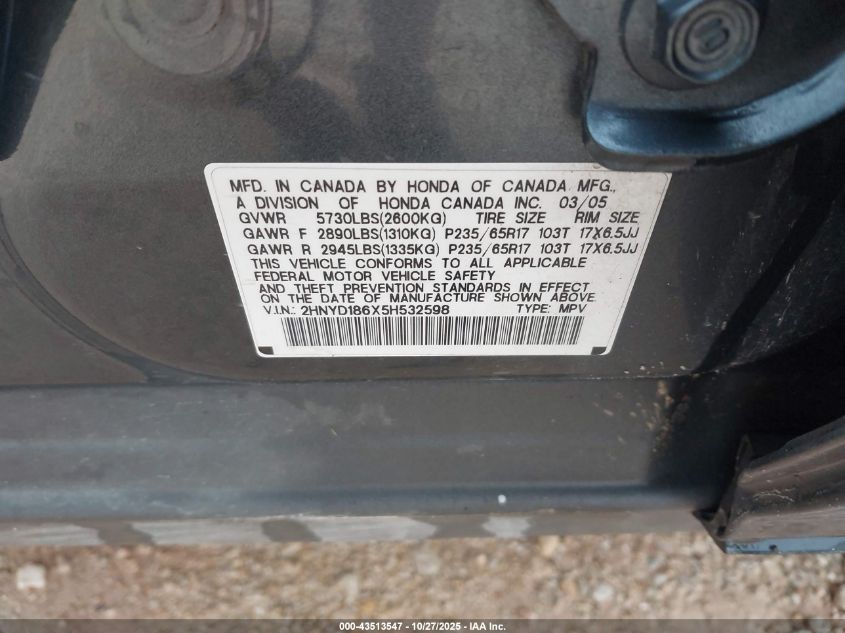 MFD. IN CANADA BY HONDA OF CANADA MFG.,
A DIVISION OF HONDA CANADA INC. 03/05
GVWR 5730LBS(2600KG) TIRE SIZE RIM SIZE
GAWR F 2890LBS(1310KG) P235/65R17 103T 17X6.5JJ
GAWR R 2945LBS(1335KG) P235/65R17 103T 17X6.5JJ
THIS VEHICLE CONFORMS TO ALL APPLICABLE
FEDERAL MOTOR VEHICLE SAFETY
AND THEFT PREVENTION STANDARDS IN EFFECT
ON THE DATE OF MANUFACTURE SHOWN ABOVE.
V.I.N.: 2HNYD186X5H532598 TYPE: MPV
000-43513547 • 10/27/2025 - IAA Inc.